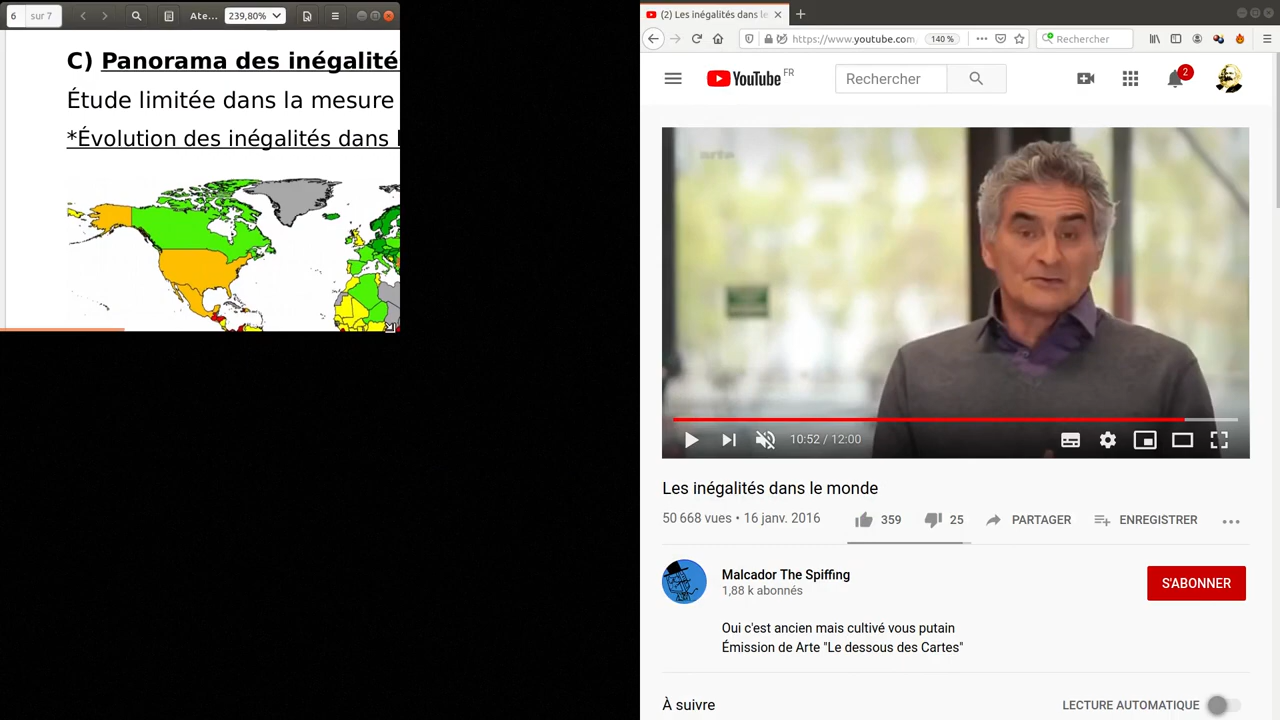 6 sur 7
Ate...
239,80%
C) Panorama des inégalité
Étude limitée dans la mesure
*Évolution des inégalités dans l
(2) Les inégalités dans le
https://www.youtube.com
140 %
Rechercher
YouTube FR
Rechercher
2
arte
10:52 / 12:00
Les inégalités dans le monde
50 668 vues • 16 janv. 2016
359
25
PARTAGER
ENREGISTRER
Malcador The Spiffing
1,88 k abonnés
S'ABONNER
Oui c'est ancien mais cultivé vous putain
Émission de Arte "Le dessous des Cartes"
À suivre
LECTURE AUTOMATIQUE